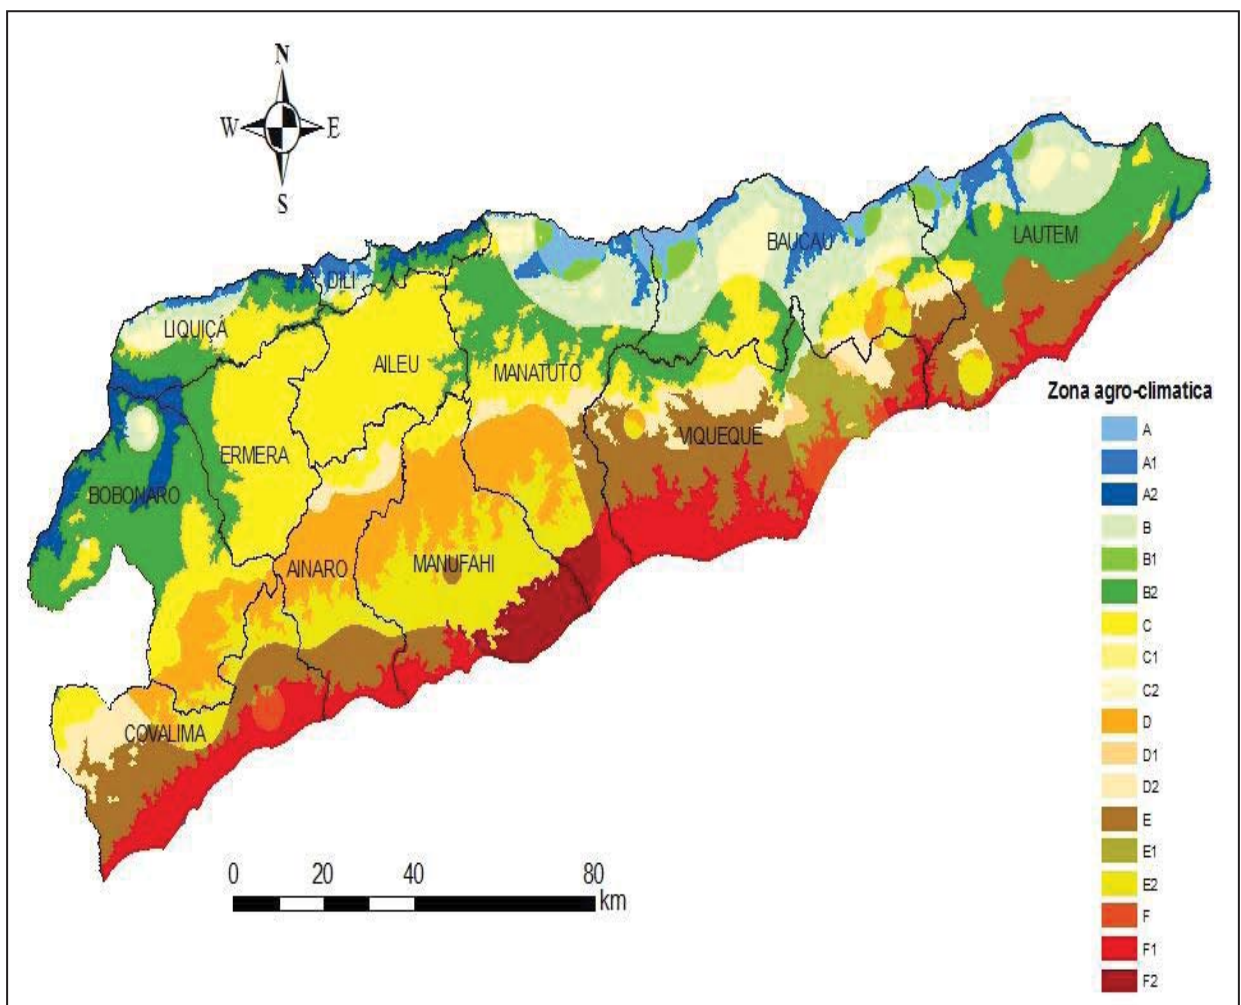 N
W E
S
LAUTEM
BAUCAU
DILI
LIQUIÇÁ
AILEU
MANATUTO
VIQUEQUE
ERMERA
BOBONARO
AINARO
MANUFAHI
COVALIMA
Zona agro-climatica
A
A1
A2
B
B1
B2
C
C1
C2
D
D1
D2
E
E1
E2
F
F1
F2
0 20 40 80
km